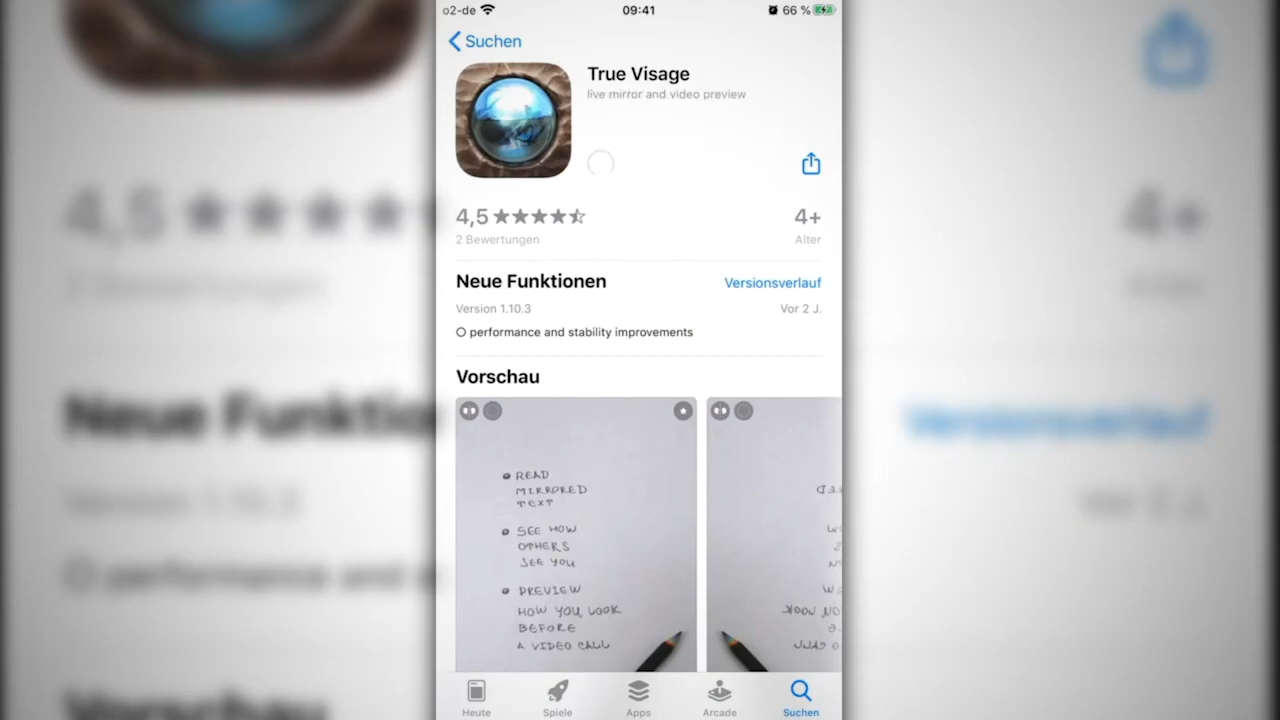 o2-de 09:41 66 %
Suchen
True Visage
live mirror and video preview
4,5 4+
2 Bewertungen Alter
Neue Funktionen Versionsverlauf
Version 1.10.3 Vor 2 J.
O performance and stability improvements
Vorschau
READ
MIRRORED
TEXT
SEE HOW
OTHERS
SEE YOU
PREVIEW
HOW YOU LOOK
BEFORE
A VIDEO CALL
Heute Spiele Apps Arcade Suchen